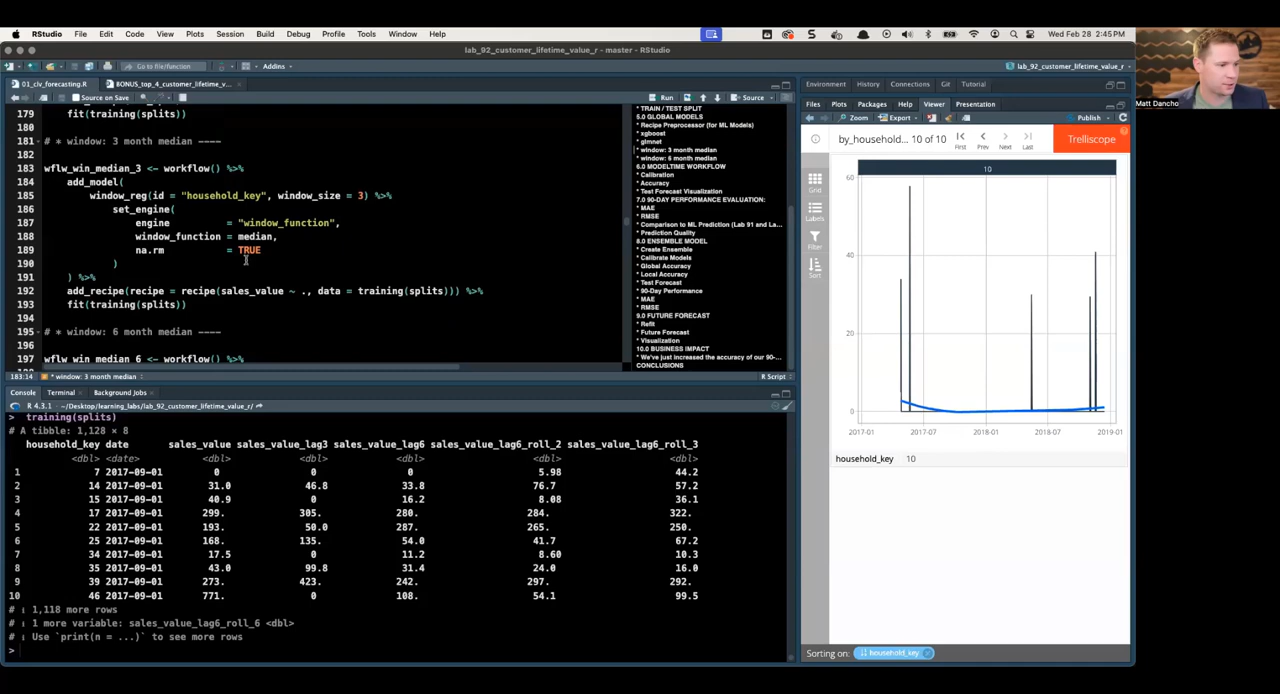 RStudio File Edit Code View Plots Session Build Debug Profile Tools Window Help Wed Feb 28 2:45 PM
lab_92_customer_lifetime_value_r - master - RStudio
Go to file/function Addins lab_92_customer_lifetime_value_r
01_clv_forecasting.R BONUS_top_4_customer_lifetime_v...
Source on Save Run Source
179 fit(training(splits))
180
181 # * window: 3 month median ----
182
183 wflw_win_median_3 <- workflow() %>%
184 add_model(
185 window_reg(id = "household_key", window_size = 3) %>%
186 set_engine(
187 engine = "window_function",
188 window_function = median,
189 na.rm = TRUE
190 )
191 ) %>%
192 add_recipe(recipe = recipe(sales_value ~ ., data = training(splits))) %>%
193 fit(training(splits))
194
195 # * window: 6 month median ----
196
197 wflw_win_median_6 <- workflow() %>%
183:14 * window: 3 month median R Script
* TRAIN / TEST SPLIT
5.0 GLOBAL MODELS
* Recipe Preprocessor (for ML Models)
* xgboost
* glmnet
* window: 3 month median
* window: 6 month median
6.0 MODELTIME WORKFLOW
* Calibration
* Accuracy
* Test Forecast Visualization
7.0 90-DAY PERFORMANCE EVALUATION:
* MAE
* RMSE
* Comparison to ML Prediction (Lab 91 and La...
* Prediction Quality
8.0 ENSEMBLE MODEL
* Create Ensemble
* Calibrate Models
* Global Accuracy
* Local Accuracy
* Test Forecast
* 90-Day Performance
* MAE
* RMSE
9.0 FUTURE FORECAST
* Refit
* Future Forecast
* Visualization
10.0 BUSINESS IMPACT
* We've just increased the accuracy of our 90-...
CONCLUSIONS
Console Terminal Background Jobs
R 4.3.1 · ~/Desktop/learning_labs/lab_92_customer_lifetime_value_r/
> training(splits)
# A tibble: 1,128 × 8
household_key date sales_value sales_value_lag3 sales_value_lag6 sales_value_lag6_roll_2 sales_value_lag6_roll_3
<dbl> <date> <dbl> <dbl> <dbl> <dbl> <dbl>
1 7 2017-09-01 0 0 0 5.98 44.2
2 14 2017-09-01 31.0 46.8 33.8 76.7 57.2
3 15 2017-09-01 40.9 0 16.2 8.08 36.1
4 17 2017-09-01 299. 305. 280. 284. 322.
5 22 2017-09-01 193. 50.0 287. 265. 250.
6 25 2017-09-01 168. 135. 54.0 41.7 67.2
7 34 2017-09-01 17.5 0 11.2 8.60 10.3
8 35 2017-09-01 43.0 99.8 31.4 24.0 16.0
9 39 2017-09-01 273. 423. 242. 297. 292.
10 46 2017-09-01 771. 0 108. 54.1 99.5
# ℹ 1,118 more rows
# ℹ 1 more variable: sales_value_lag6_roll_6 <dbl>
# ℹ Use `print(n = ...)` to see more rows
>
Environment History Connections Git Tutorial
Files Plots Packages Help Viewer Presentation
Zoom Export Publish
by_household... 10 of 10 First Prev Next Last Trelliscope
Grid
Labels
Filter
Sort
10
60
40
20
0
2017-01 2017-07 2018-01 2018-07 2019-01
household_key 10
Sorting on: household_key
Matt Dancho